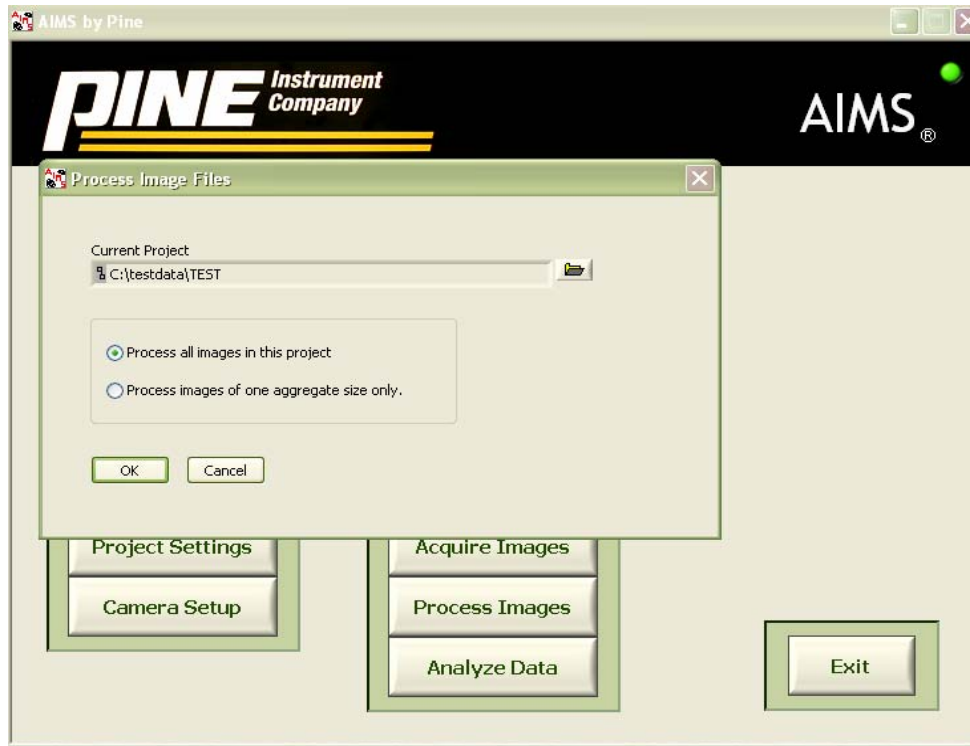 AIMS by Pine
PINE Instrument Company
AIMS®
Process Image Files
Current Project
C:\testdata\TEST
Process all images in this project
Process images of one aggregate size only.
OK Cancel
Project Settings Acquire Images
Camera Setup Process Images
Analyze Data Exit